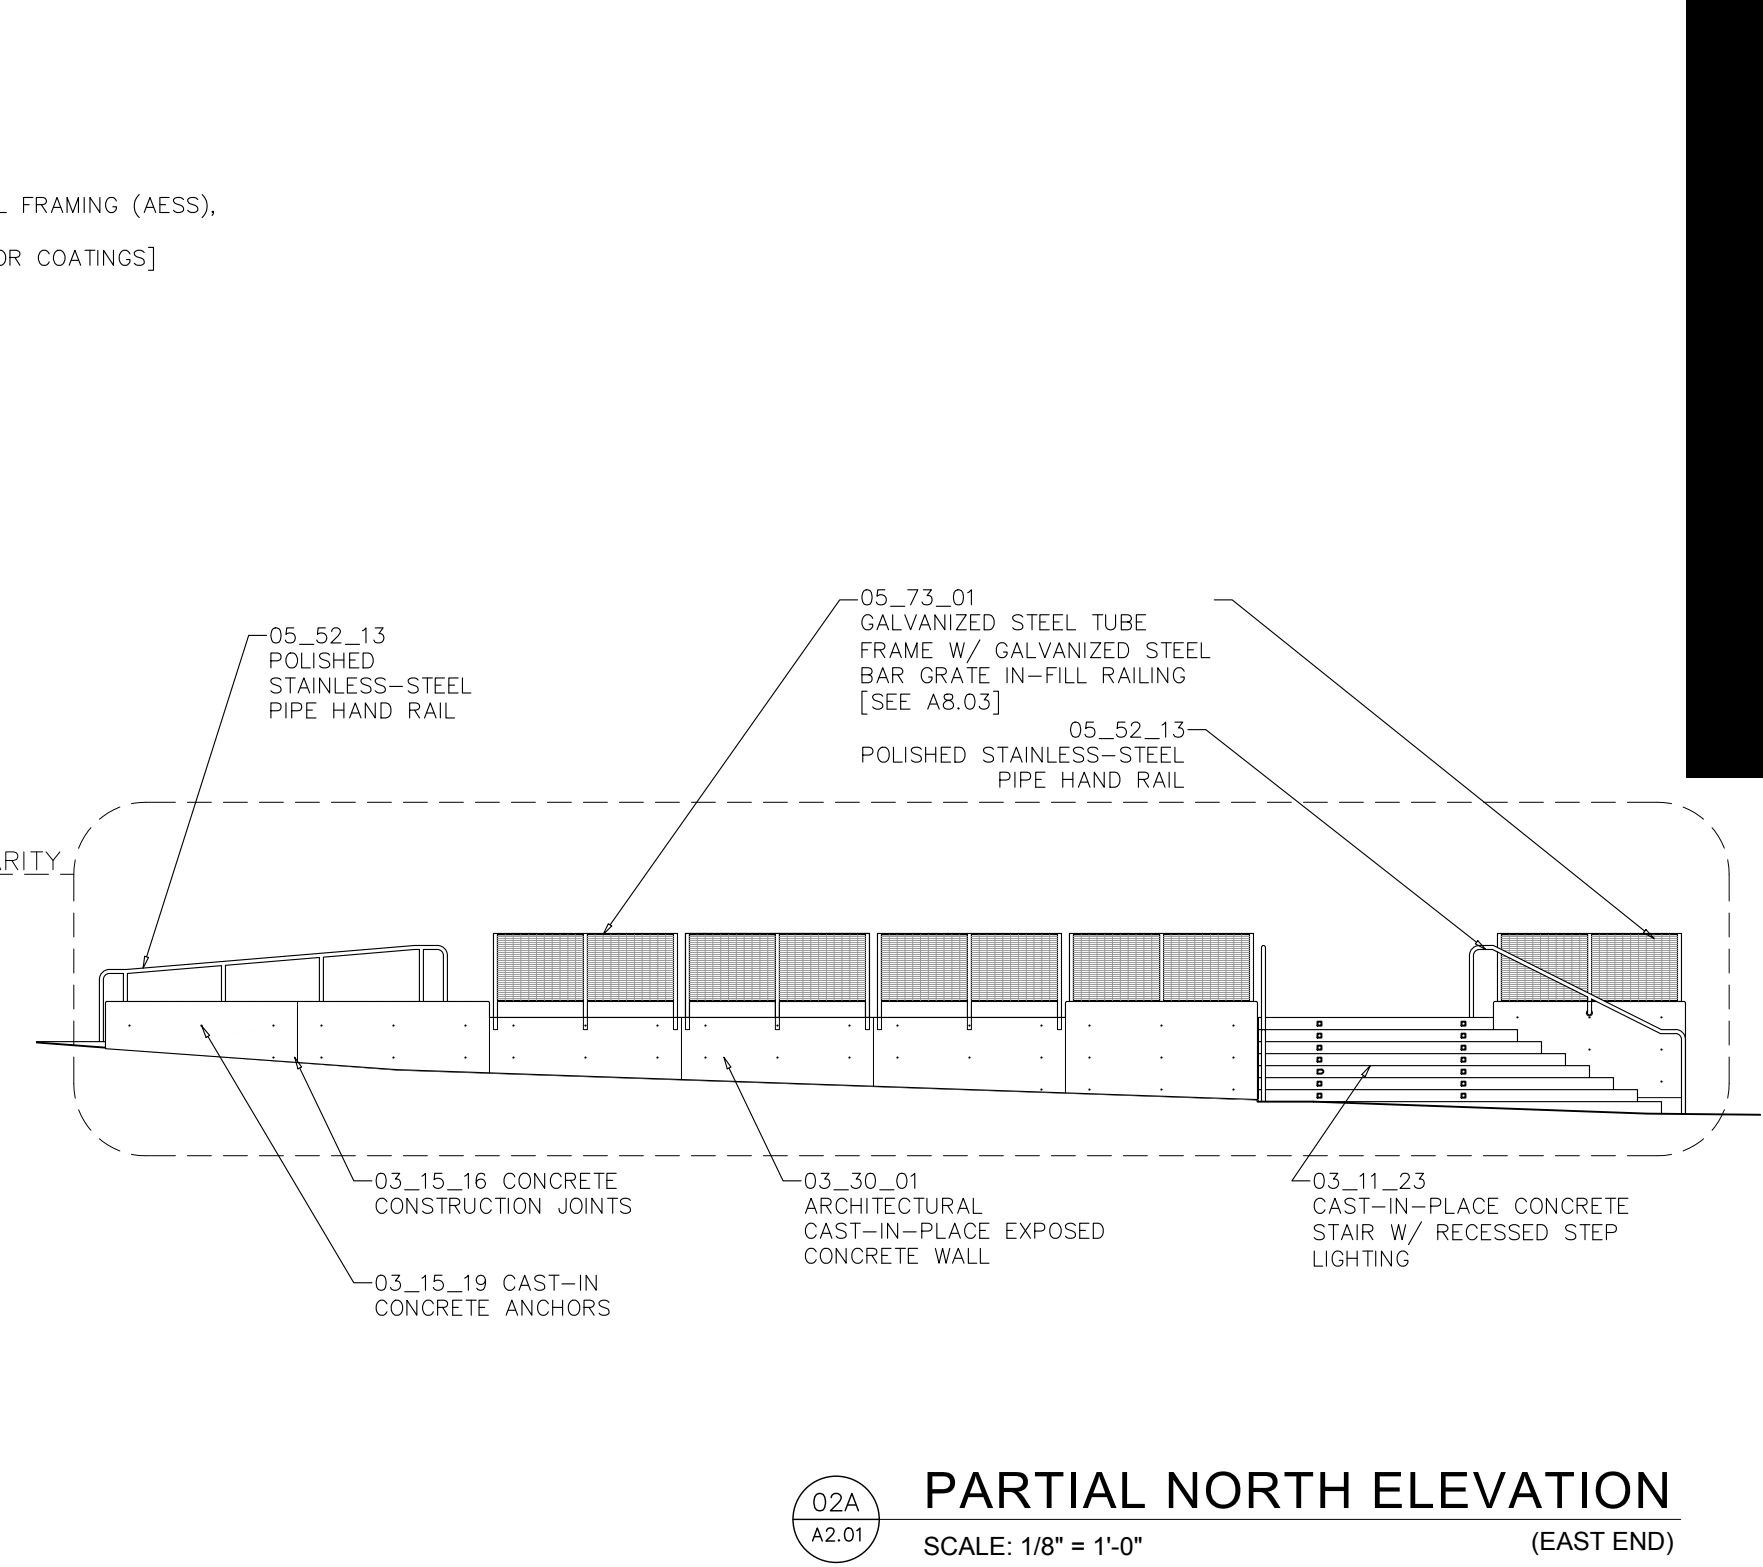 FRAMING (AESS),
COATINGS]
05_73_01
GALVANIZED STEEL TUBE
FRAME W/ GALVANIZED STEEL
BAR GRATE IN-FILL RAILING
[SEE A8.03]
05_52_13
POLISHED
STAINLESS-STEEL
PIPE HAND RAIL
05_52_13
POLISHED STAINLESS-STEEL
PIPE HAND RAIL
03_15_16 CONCRETE
CONSTRUCTION JOINTS
03_15_19 CAST-IN
CONCRETE ANCHORS
03_30_01
ARCHITECTURAL
CAST-IN-PLACE EXPOSED
CONCRETE WALL
03_11_23
CAST-IN-PLACE CONCRETE
STAIR W/ RECESSED STEP
LIGHTING
02A
A2.01
PARTIAL NORTH ELEVATION
SCALE: 1/8" = 1'-0"
(EAST END)